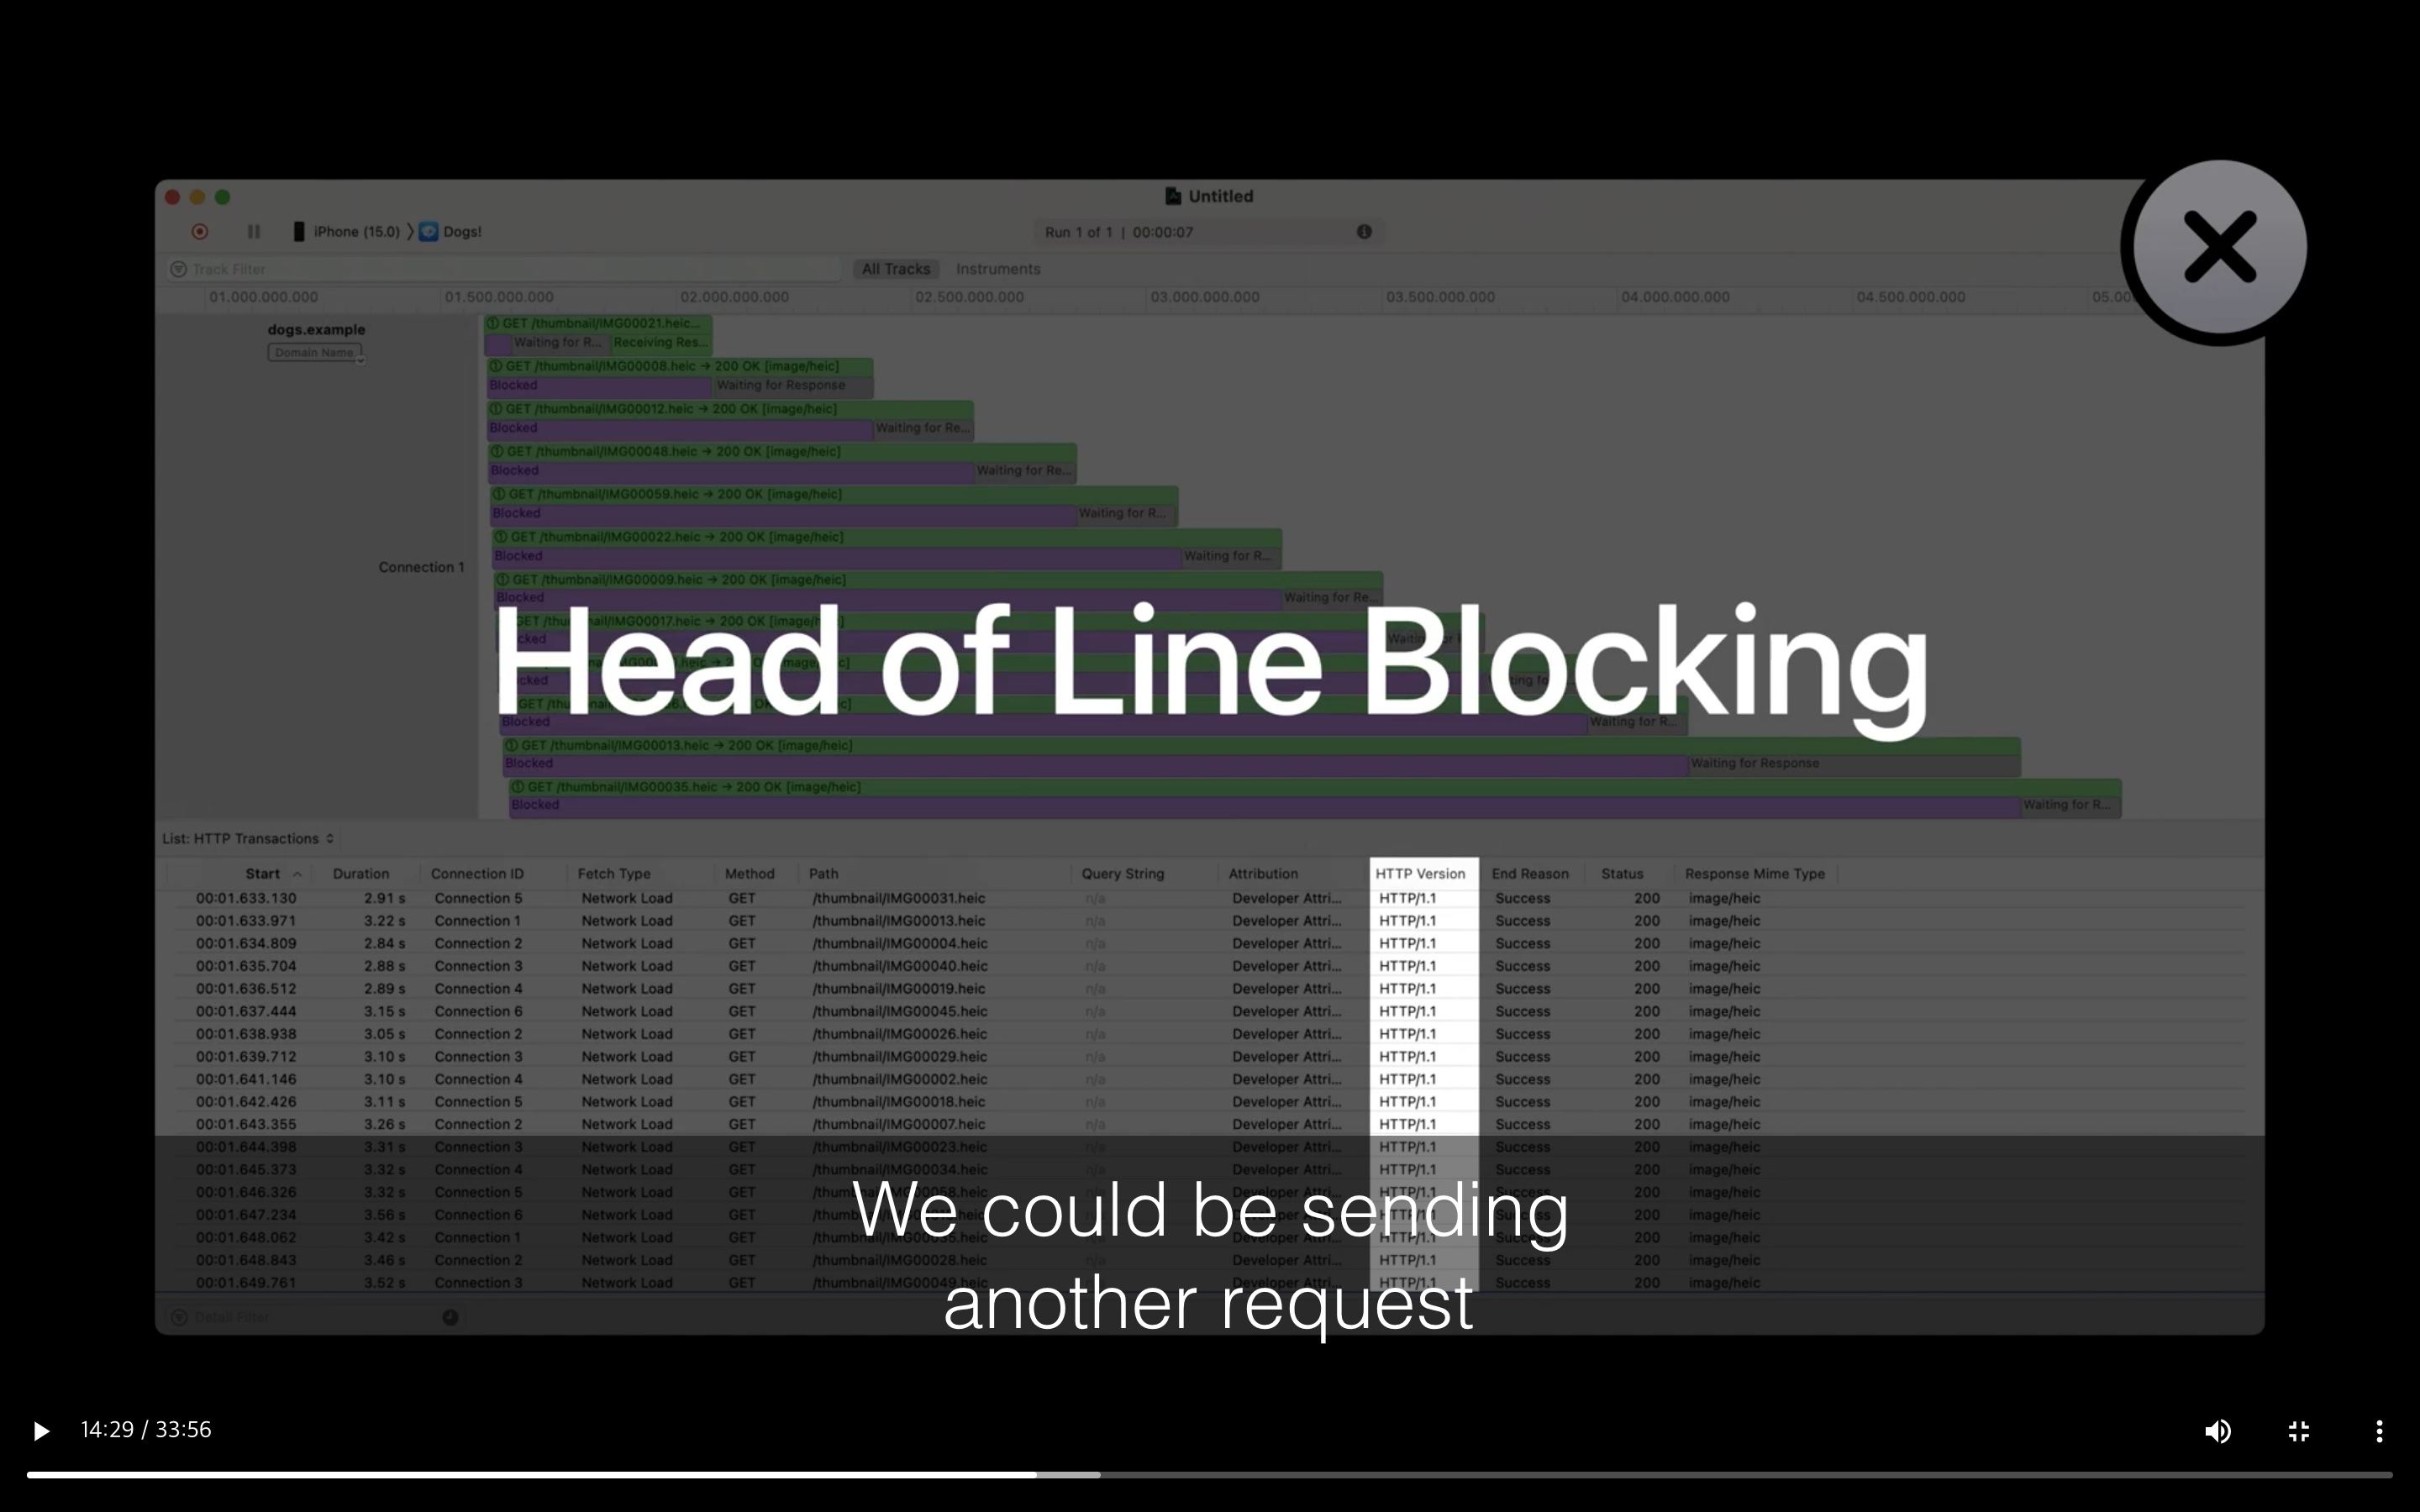 Untitled
iPhone (15.0) 〉 Dogs!
Run 1 of 1 | 00:00:07
Track Filter
All Tracks Instruments
01.000.000.000 01.500.000.000 02.000.000.000 02.500.000.000 03.000.000.000 03.500.000.000 04.000.000.000 04.500.000.000
dogs.example
Domain Name
Connection 1
① GET /thumbnail/IMG00021.heic...
Waiting for R... Receiving Res...
① GET /thumbnail/IMG00008.heic → 200 OK [image/heic]
Blocked Waiting for Response
① GET /thumbnail/IMG00012.heic → 200 OK [image/heic]
Blocked Waiting for Re...
① GET /thumbnail/IMG00048.heic → 200 OK [image/heic]
Blocked Waiting for Re...
① GET /thumbnail/IMG00059.heic → 200 OK [image/heic]
Blocked Waiting for R...
① GET /thumbnail/IMG00022.heic → 200 OK [image/heic]
Blocked Waiting for R...
① GET /thumbnail/IMG00009.heic → 200 OK [image/heic]
Blocked Waiting for Re...
Head of Line Blocking
Blocked Waiting for R...
① GET /thumbnail/IMG00013.heic → 200 OK [image/heic]
Blocked Waiting for Response
① GET /thumbnail/IMG00035.heic → 200 OK [image/heic]
Blocked Waiting for R...
List: HTTP Transactions
Start Duration Connection ID Fetch Type Method Path Query String Attribution HTTP Version End Reason Status Response Mime Type
00:01.633.130 2.91 s Connection 5 Network Load GET /thumbnail/IMG00031.heic n/a Developer Attri... HTTP/1.1 Success 200 image/heic
00:01.633.971 3.22 s Connection 1 Network Load GET /thumbnail/IMG00013.heic n/a Developer Attri... HTTP/1.1 Success 200 image/heic
00:01.634.809 2.84 s Connection 2 Network Load GET /thumbnail/IMG00004.heic n/a Developer Attri... HTTP/1.1 Success 200 image/heic
00:01.635.704 2.88 s Connection 3 Network Load GET /thumbnail/IMG00040.heic n/a Developer Attri... HTTP/1.1 Success 200 image/heic
00:01.636.512 2.89 s Connection 4 Network Load GET /thumbnail/IMG00019.heic n/a Developer Attri... HTTP/1.1 Success 200 image/heic
00:01.637.444 3.15 s Connection 6 Network Load GET /thumbnail/IMG00045.heic n/a Developer Attri... HTTP/1.1 Success 200 image/heic
00:01.638.938 3.05 s Connection 2 Network Load GET /thumbnail/IMG00026.heic n/a Developer Attri... HTTP/1.1 Success 200 image/heic
00:01.639.712 3.10 s Connection 3 Network Load GET /thumbnail/IMG00029.heic n/a Developer Attri... HTTP/1.1 Success 200 image/heic
00:01.641.146 3.10 s Connection 4 Network Load GET /thumbnail/IMG00002.heic n/a Developer Attri... HTTP/1.1 Success 200 image/heic
00:01.642.426 3.11 s Connection 5 Network Load GET /thumbnail/IMG00018.heic n/a Developer Attri... HTTP/1.1 Success 200 image/heic
00:01.643.355 3.26 s Connection 2 Network Load GET /thumbnail/IMG00007.heic n/a Developer Attri... HTTP/1.1 Success 200 image/heic
00:01.644.398 3.31 s Connection 3 Network Load GET /thumbnail/IMG00023.heic n/a Developer Attri... HTTP/1.1 Success 200 image/heic
00:01.645.373 3.32 s Connection 4 Network Load GET /thumbnail/IMG00034.heic n/a Developer Attri... HTTP/1.1 Success 200 image/heic
00:01.646.326 3.32 s Connection 5 Network Load GET HTTP/1.1 200 image/heic
00:01.647.234 3.56 s Connection 6 Network Load GET 200 image/heic
00:01.648.062 3.42 s Connection 1 Network Load GET HTTP/1.1 Success 200 image/heic
00:01.648.843 3.46 s Connection 2 Network Load GET /thumbnail/IMG00028.heic Developer Attri... HTTP/1.1 Success 200 image/heic
00:01.649.761 3.52 s Connection 3 Network Load GET /thumbnail/IMG00049.heic Developer Attri... HTTP/1.1 Success 200 image/heic
Detail Filter
We could be sending
another request
14:29 / 33:56